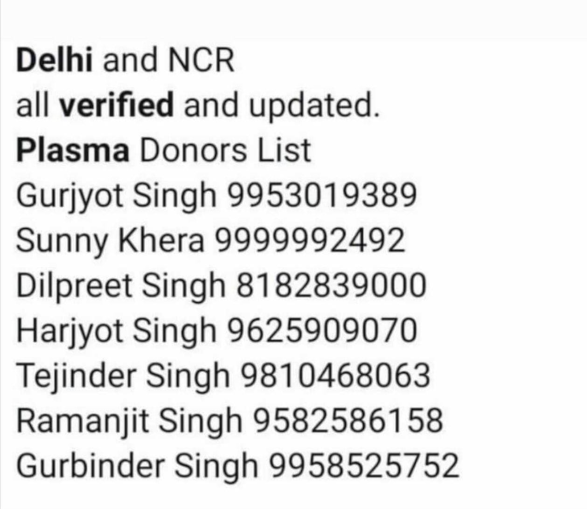 Delhi and NCR
all verified and updated.
Plasma Donors List
Gurjyot Singh 9953019389
Sunny Khera 9999992492
Dilpreet Singh 8182839000
Harjyot Singh 9625909070
Tejinder Singh 9810468063
Ramanjit Singh 9582586158
Gurbinder Singh 9958525752